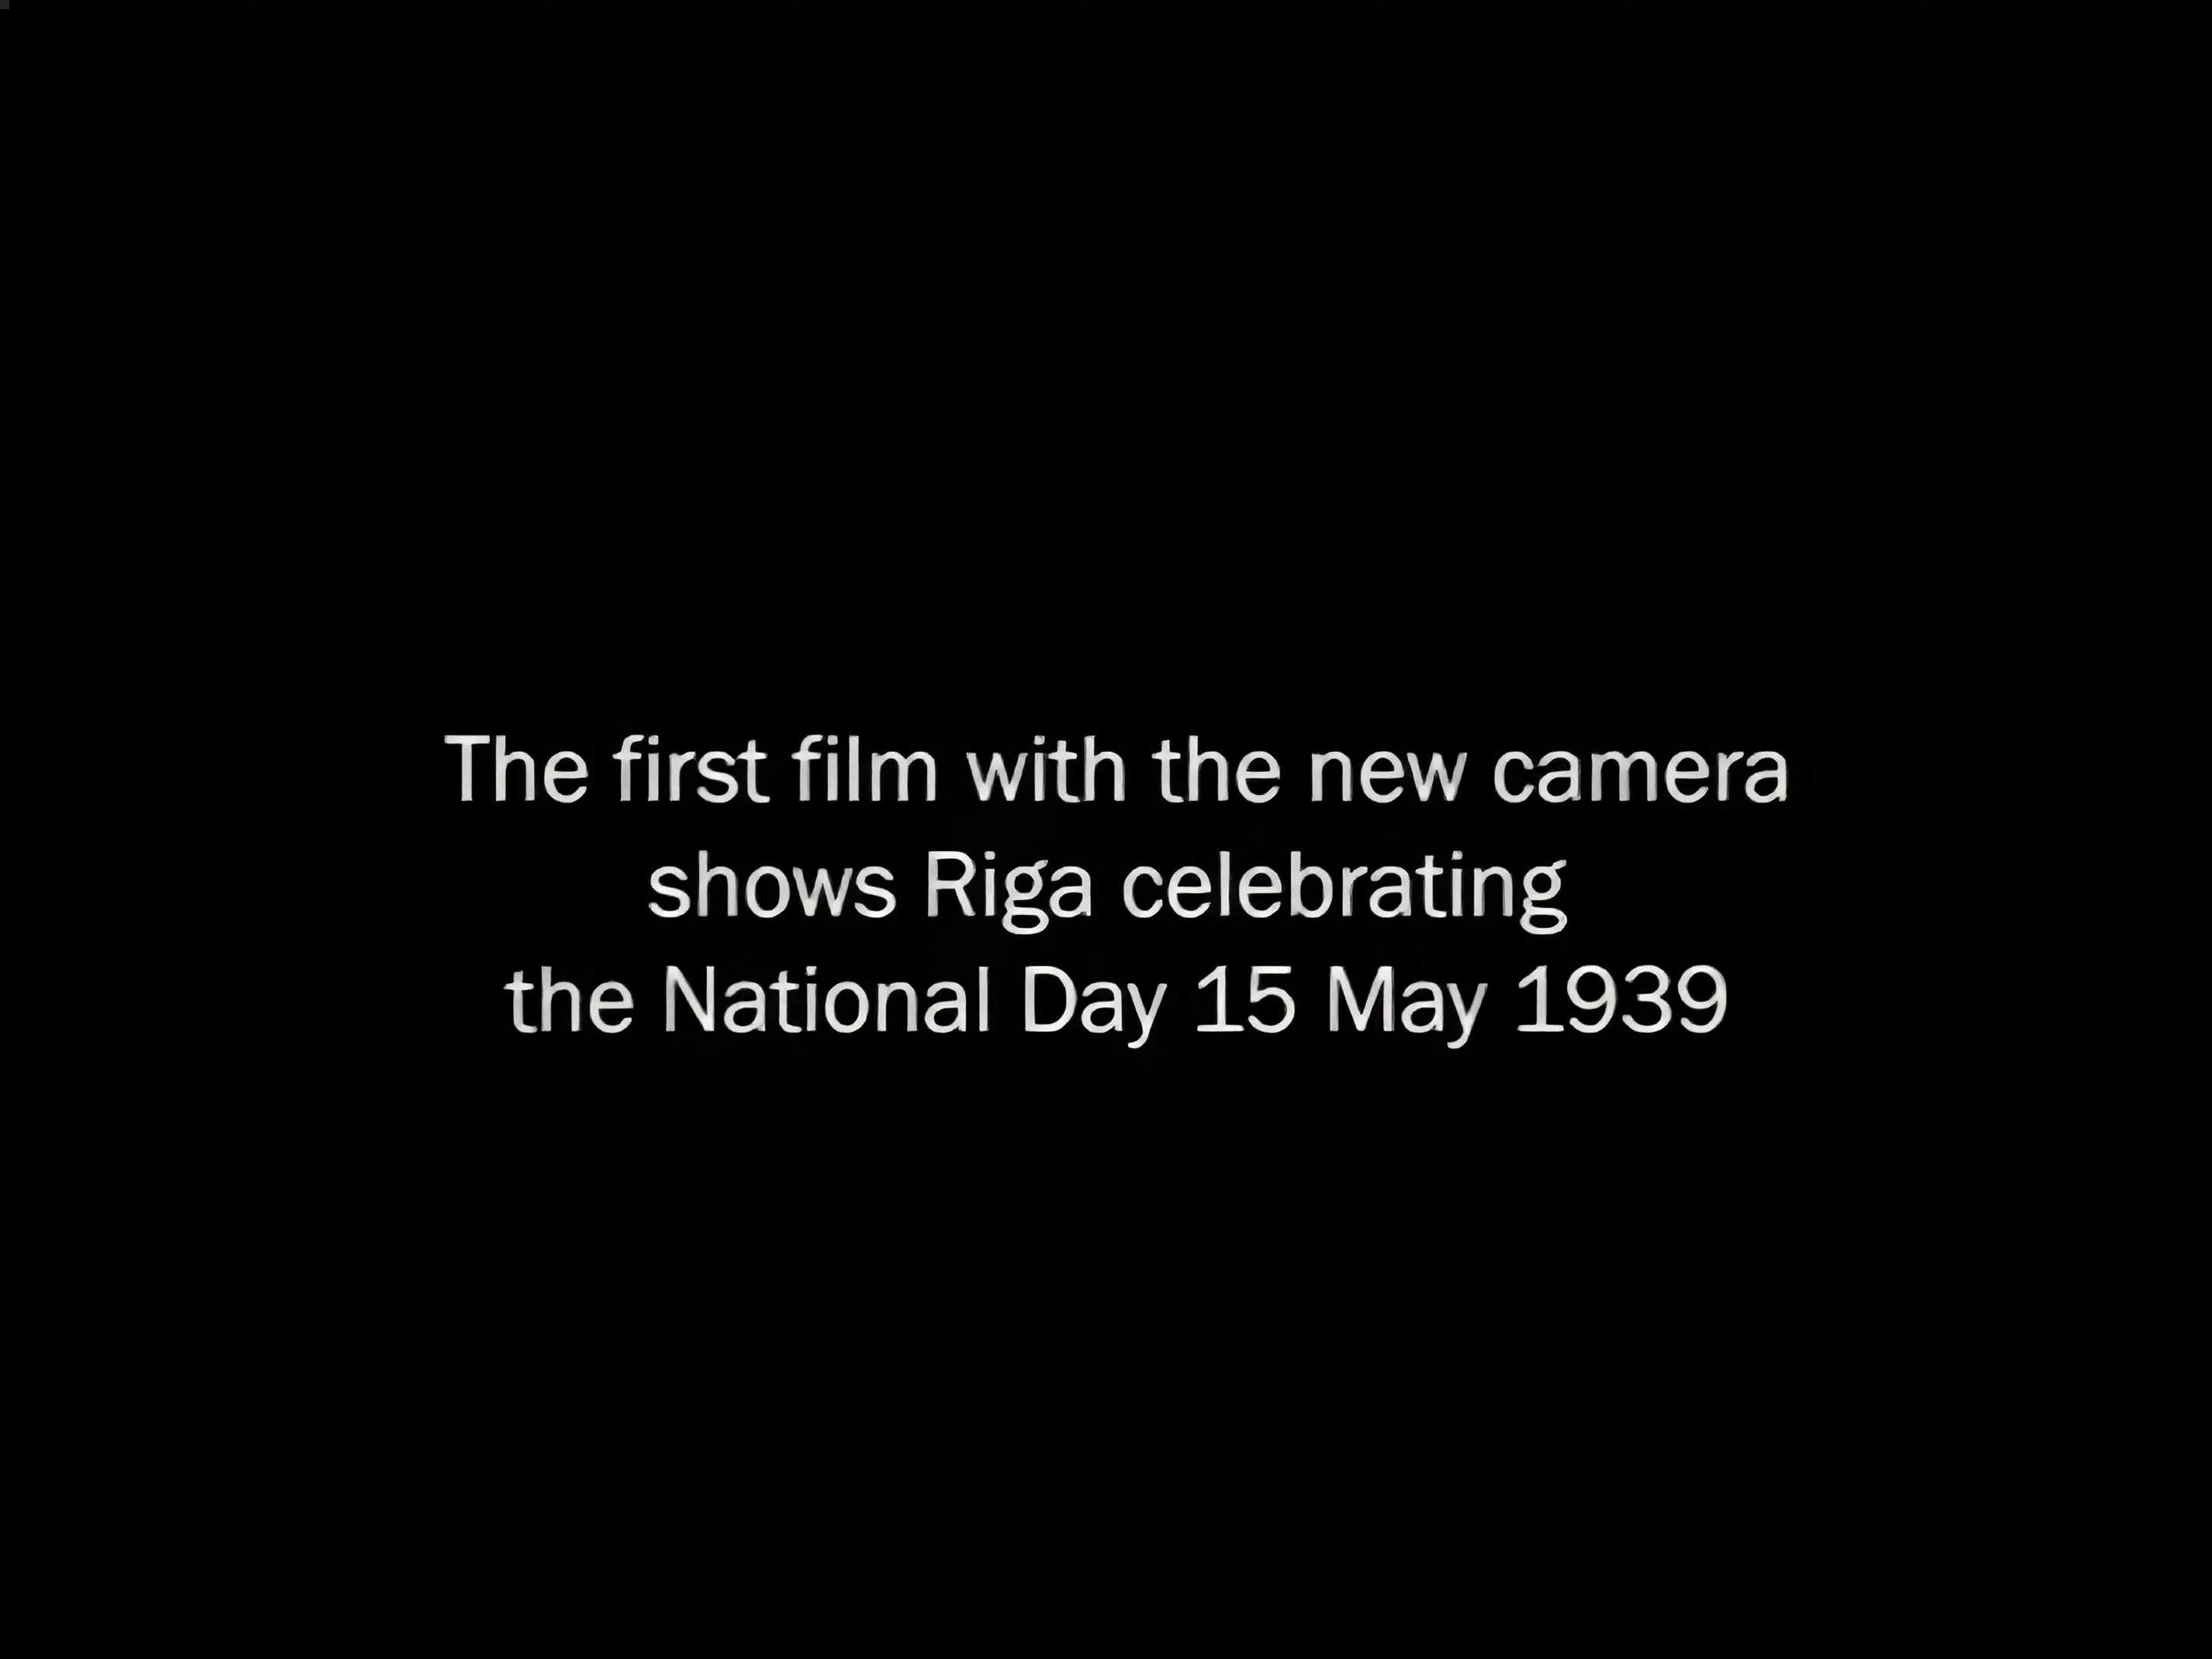 The first film with the new camera
shows Riga celebrating
the National Day 15 May 1939